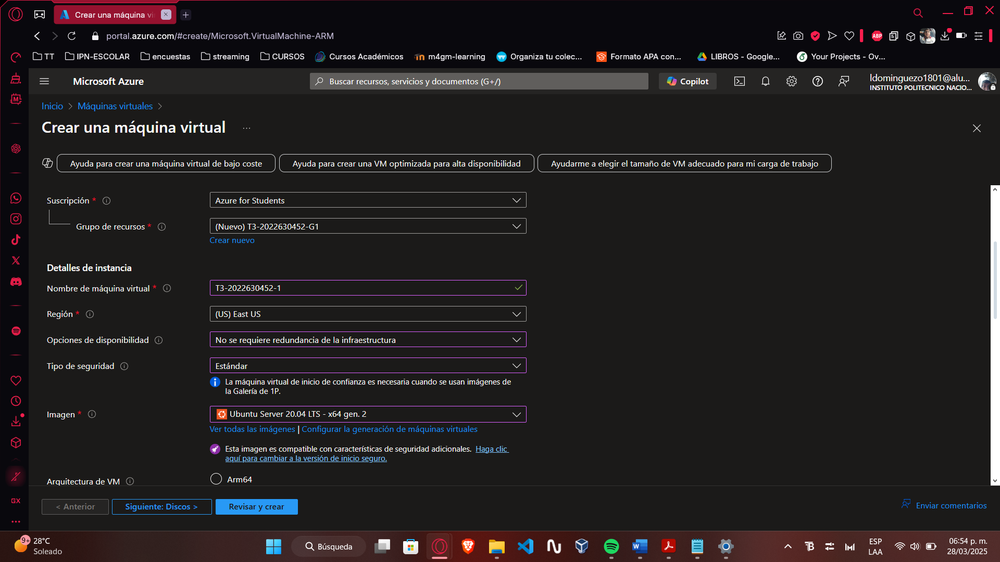 Crear una máquina vi
portal.azure.com/#create/Microsoft.VirtualMachine-ARM
ABP
TT
IPN-ESCOLAR
encuestas
streaming
CURSOS
Cursos Académicos
m4gm-learning
Organiza tu colec...
Formato APA con...
LIBROS - Google...
Your Projects - Ov...
Microsoft Azure
Buscar recursos, servicios y documentos (G+/)
Copilot
ldominguezo1801@alu...
INSTITUTO POLITECNICO NACIO...
Inicio > Máquinas virtuales >
Crear una máquina virtual ...
Ayuda para crear una máquina virtual de bajo coste
Ayuda para crear una VM optimizada para alta disponibilidad
Ayudarme a elegir el tamaño de VM adecuado para mi carga de trabajo
Suscripción *
Azure for Students
Grupo de recursos *
(Nuevo) T3-2022630452-G1
Crear nuevo
Detalles de instancia
Nombre de máquina virtual *
T3-2022630452-1
Región *
(US) East US
Opciones de disponibilidad
No se requiere redundancia de la infraestructura
Tipo de seguridad
Estándar
La máquina virtual de inicio de confianza es necesaria cuando se usan imágenes de
la Galería de 1P.
Imagen *
Ubuntu Server 20.04 LTS - x64 gen. 2
Ver todas las imágenes | Configurar la generación de máquinas virtuales
Esta imagen es compatible con características de seguridad adicionales. Haga clic
aquí para cambiar a la versión de inicio seguro.
Arquitectura de VM
Arm64
< Anterior
Siguiente: Discos >
Revisar y crear
Enviar comentarios
GX
9+
28°C
Soleado
Búsqueda
ESP
LAA
06:54 p. m.
28/03/2025